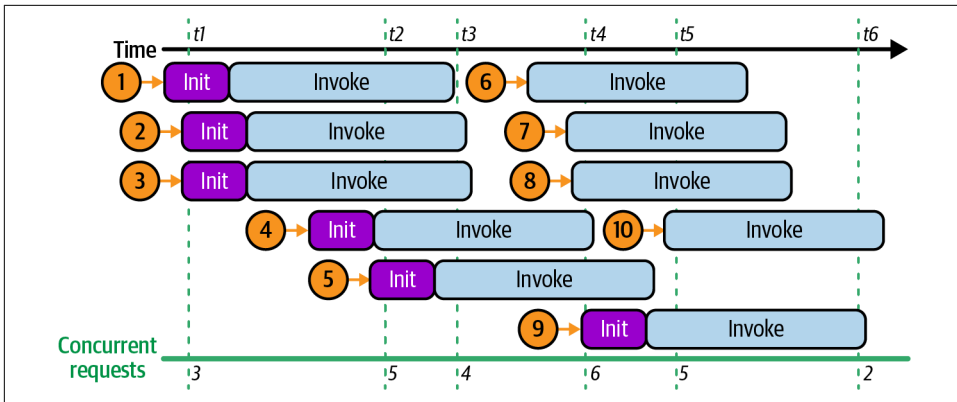 t1 t2 t3 t4 t5 t6
Time
1 Init Invoke 6 Invoke
2 Init Invoke 7 Invoke
3 Init Invoke 8 Invoke
4 Init Invoke 10 Invoke
5 Init Invoke
9 Init Invoke
Concurrent
requests
3 5 4 6 5 2